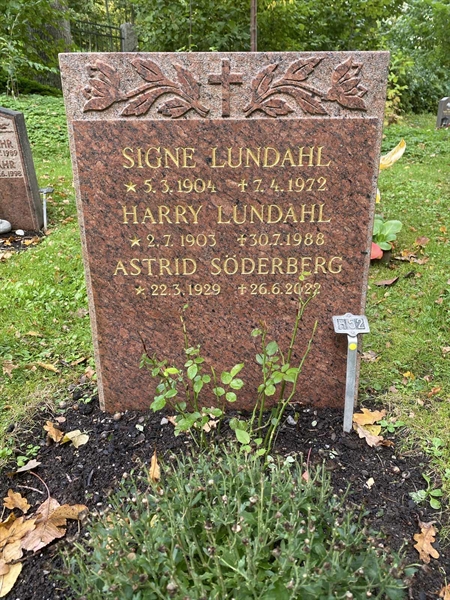 SIGNE LUNDAHL
★ 5.3.1904 ✝ 7.4.1972
HARRY LUNDAHL
★ 2.7.1903 ✝ 30.7.1988
ASTRID SÖDERBERG
★ 22.3.1929 ✝ 26.6.2022